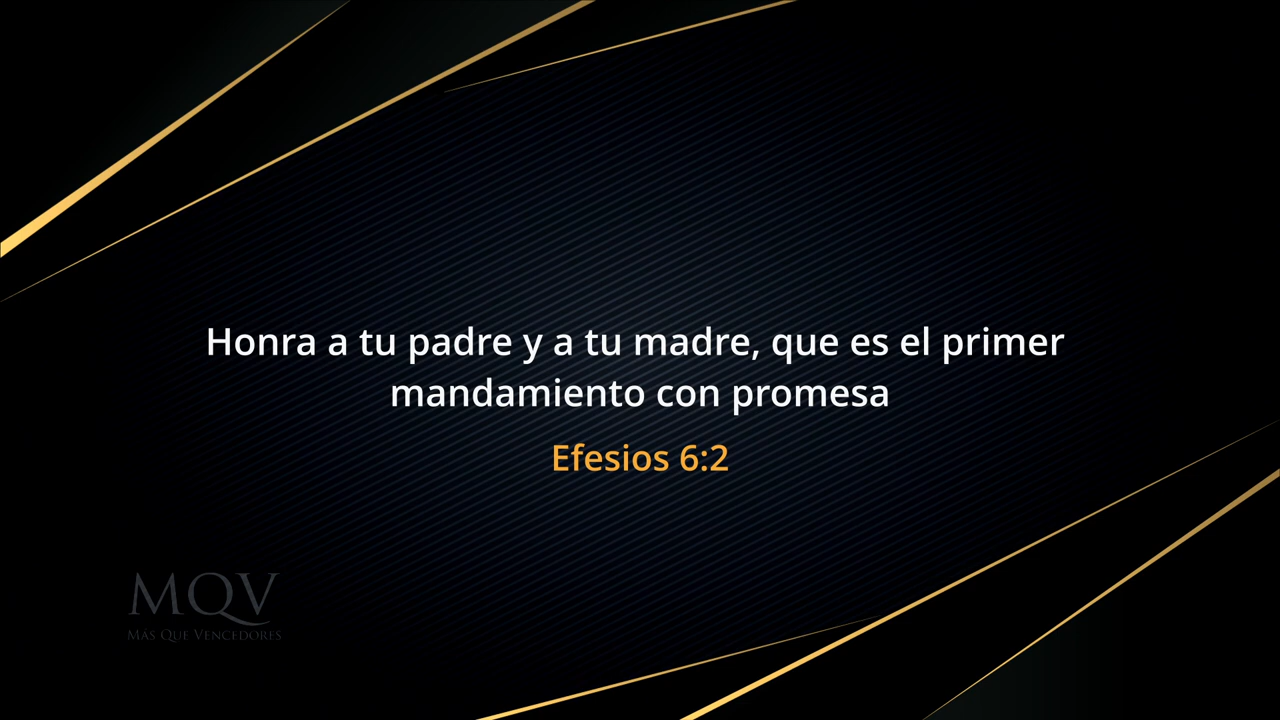 Honra a tu padre y a tu madre, que es el primer
mandamiento con promesa
Efesios 6:2
MQV
Más Que Vencedores